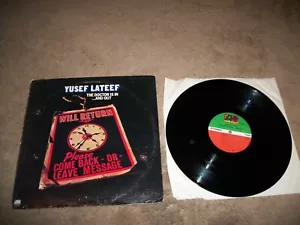 YUSEF LATEEF
THE DOCTOR IS IN
...AND OUT
WILL RETURN
Please
COME BACK - OR
LEAVE MESSAGE